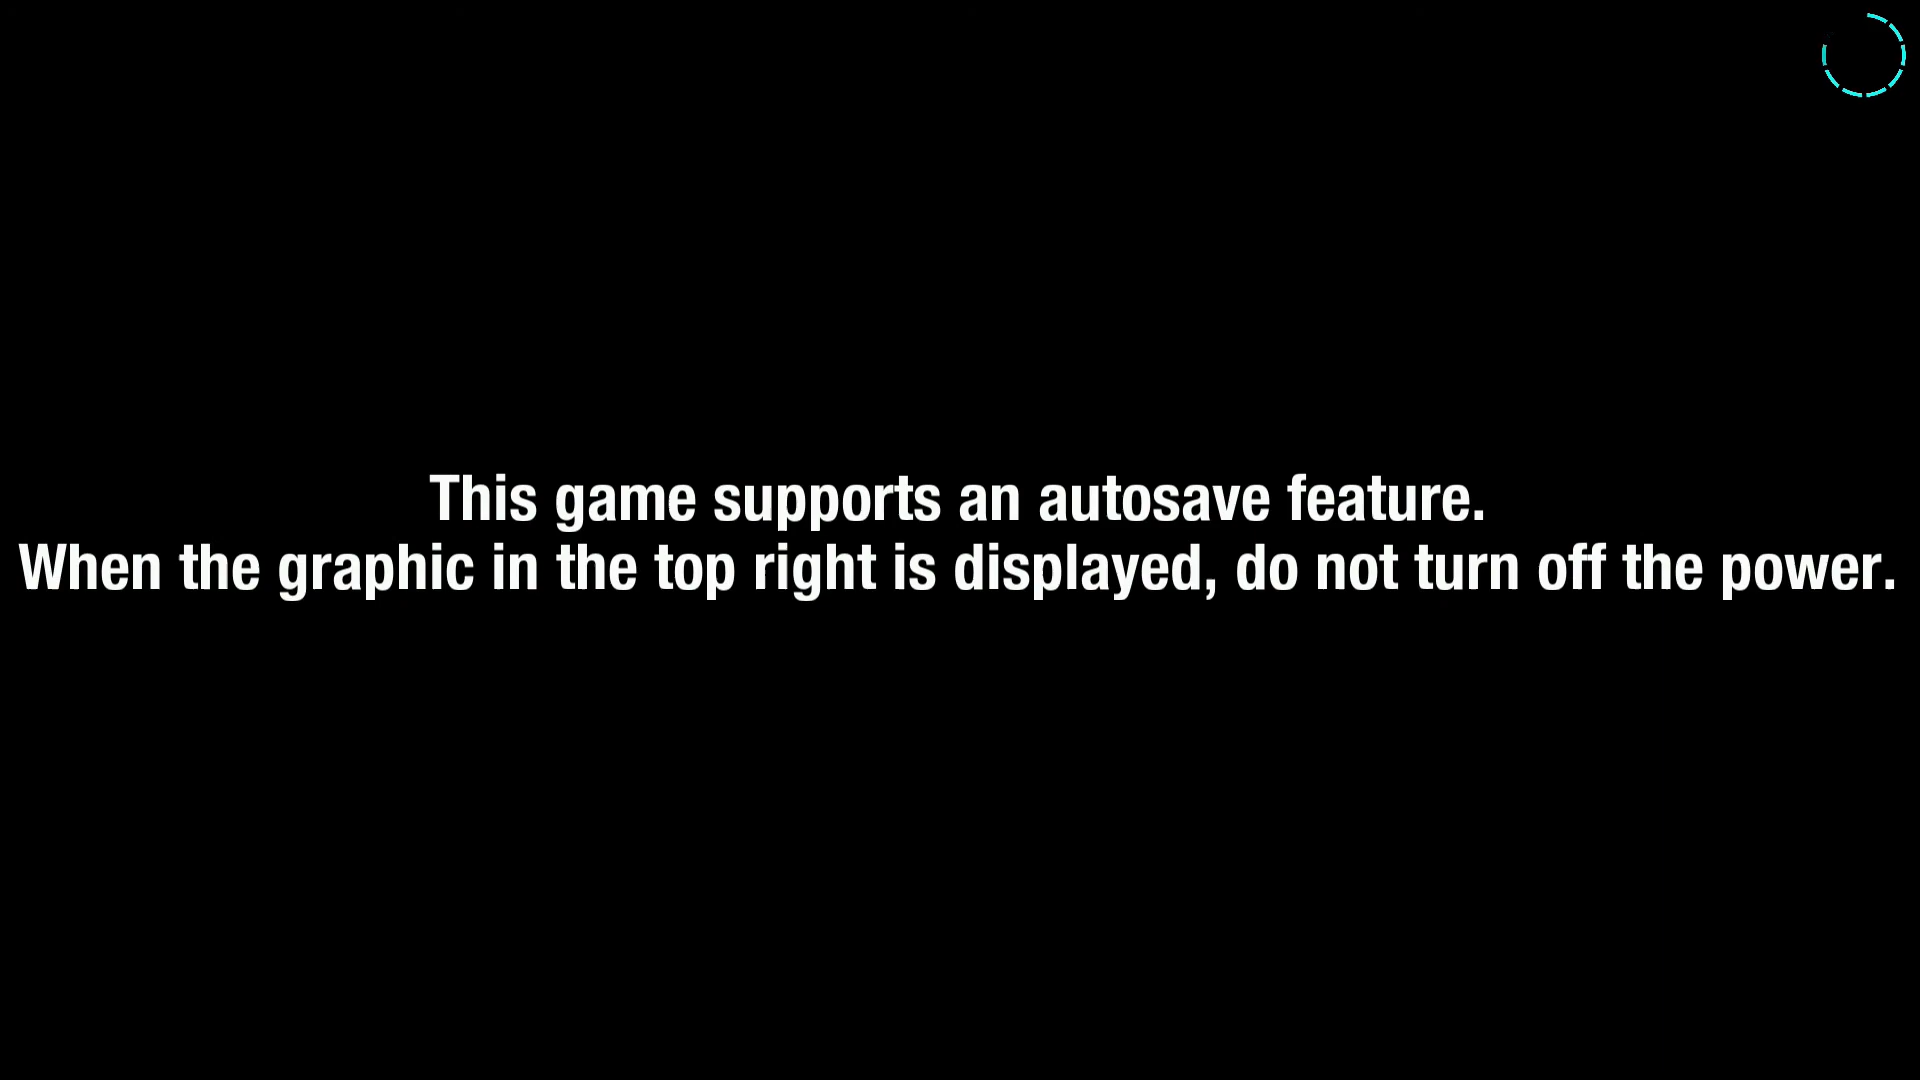 This game supports an autosave feature.
When the graphic in the top right is displayed, do not turn off the power.